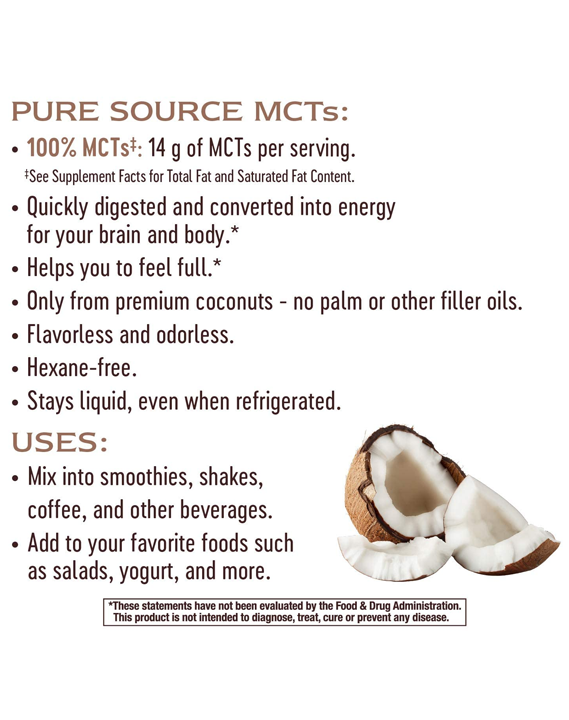 PURE SOURCE MCTs:
• 100% MCTs‡: 14 g of MCTs per serving.
‡See Supplement Facts for Total Fat and Saturated Fat Content.
• Quickly digested and converted into energy
for your brain and body.*
• Helps you to feel full.*
• Only from premium coconuts - no palm or other filler oils.
• Flavorless and odorless.
• Hexane-free.
• Stays liquid, even when refrigerated.
USES:
• Mix into smoothies, shakes,
coffee, and other beverages.
• Add to your favorite foods such
as salads, yogurt, and more.
*These statements have not been evaluated by the Food & Drug Administration.
This product is not intended to diagnose, treat, cure or prevent any disease.